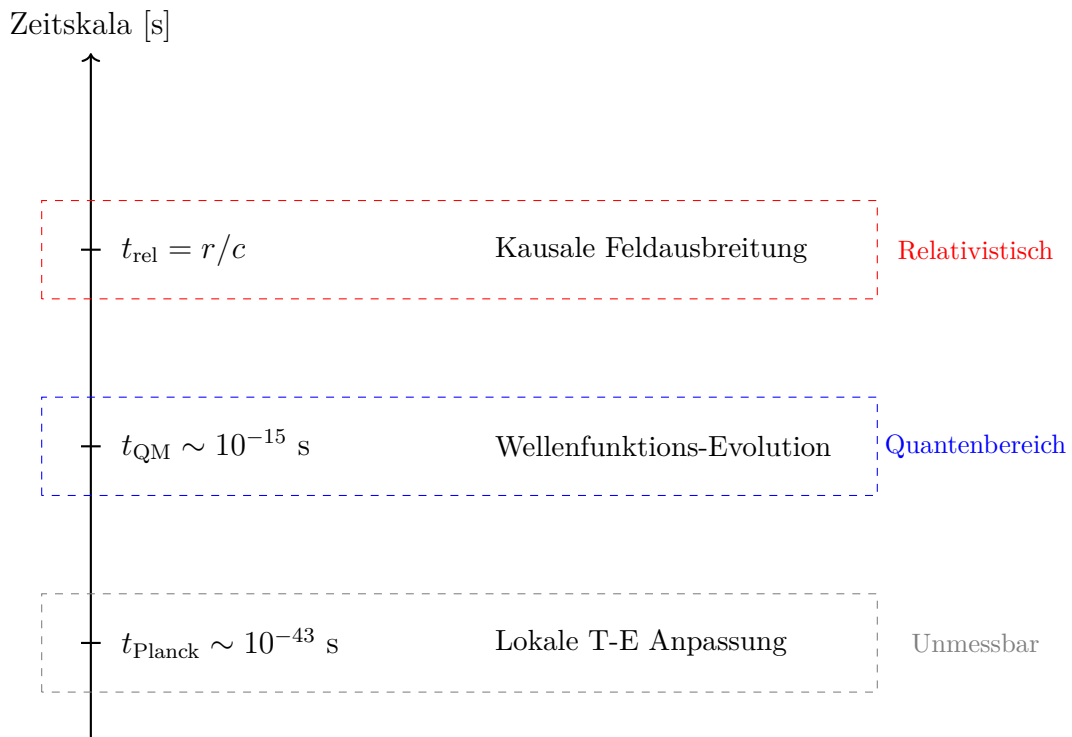 Zeitskala [s]
t_rel = r/c Kausale Feldausbreitung Relativistisch
t_QM ∼ 10⁻¹⁵ s Wellenfunktions-Evolution Quantenbereich
t_Planck ∼ 10⁻⁴³ s Lokale T-E Anpassung Unmessbar